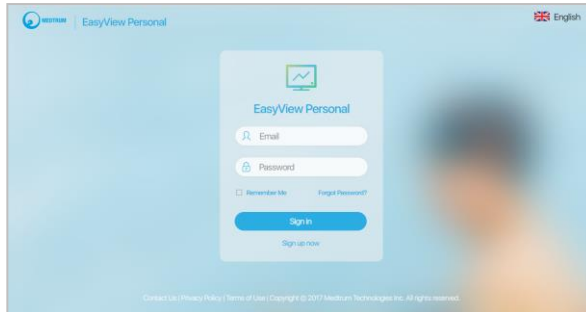 MEDTRUM
EasyView Personal
English
EasyView Personal
Email
Password
Remember Me Forgot Password?
Sign in
Sign up now
Contact Us | Privacy Policy | Terms of Use | Copyright © 2017 Medtrum Technologies Inc. All rights reserved.